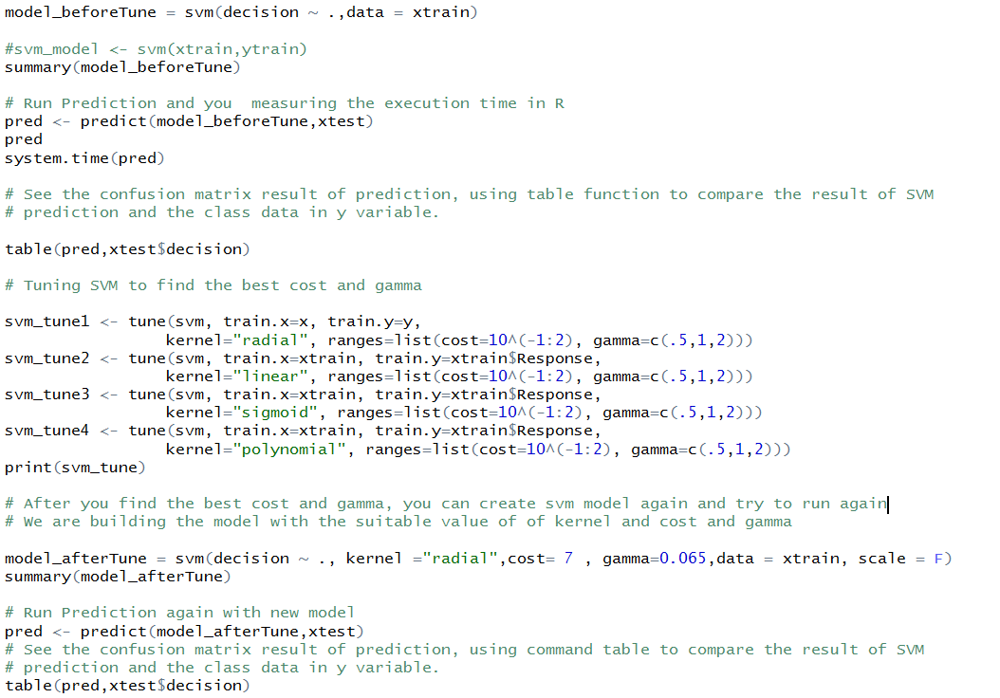 model_beforeTune = svm(decision ~ .,data = xtrain)
#svm_model <- svm(xtrain,ytrain)
summary(model_beforeTune)
# Run Prediction and you  measuring the execution time in R
pred <- predict(model_beforeTune,xtest)
pred
system.time(pred)
# See the confusion matrix result of prediction, using table function to compare the result of SVM
# prediction and the class data in y variable.
table(pred,xtest$decision)
# Tuning SVM to find the best cost and gamma
svm_tune1 <- tune(svm, train.x=x, train.y=y,
                 kernel="radial", ranges=list(cost=10^(-1:2), gamma=c(.5,1,2)))
svm_tune2 <- tune(svm, train.x=xtrain, train.y=xtrain$Response,
                 kernel="linear", ranges=list(cost=10^(-1:2), gamma=c(.5,1,2)))
svm_tune3 <- tune(svm, train.x=xtrain, train.y=xtrain$Response,
                 kernel="sigmoid", ranges=list(cost=10^(-1:2), gamma=c(.5,1,2)))
svm_tune4 <- tune(svm, train.x=xtrain, train.y=xtrain$Response,
                 kernel="polynomial", ranges=list(cost=10^(-1:2), gamma=c(.5,1,2)))
print(svm_tune)
# After you find the best cost and gamma, you can create svm model again and try to run again
# We are building the model with the suitable value of of kernel and cost and gamma
model_afterTune = svm(decision ~ ., kernel ="radial",cost= 7 , gamma=0.065,data = xtrain, scale = F)
summary(model_afterTune)
# Run Prediction again with new model
pred <- predict(model_afterTune,xtest)
# See the confusion matrix result of prediction, using command table to compare the result of SVM
# prediction and the class data in y variable.
table(pred,xtest$decision)